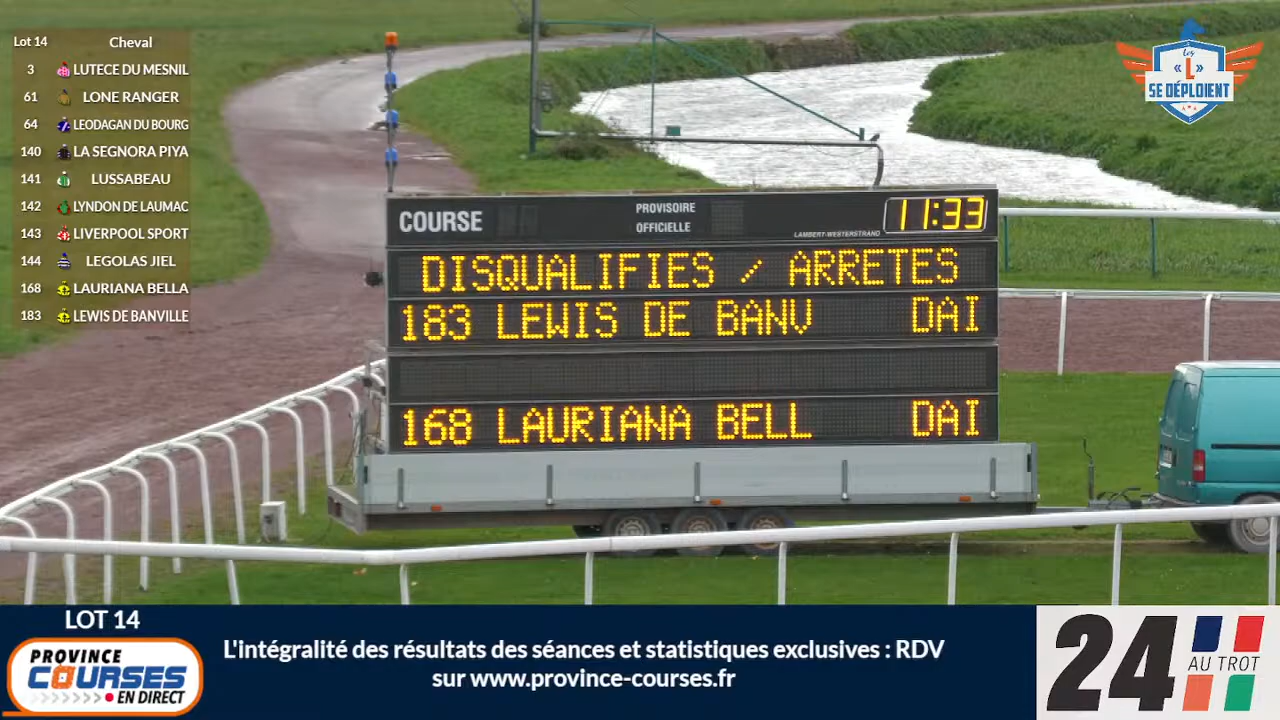 Lot 14 Cheval
3 LUTECE DU MESNIL
61 LONE RANGER
64 LEODAGAN DU BOURG
140 LA SEGNORA PIYA
141 LUSSABEAU
142 LYNDON DE LAUMAC
143 LIVERPOOL SPORT
144 LEGOLAS JIEL
168 LAURIANA BELLA
183 LEWIS DE BANVILLE
Les
« L »
SE DÉPLOIENT
COURSE
PROVISOIRE
OFFICIELLE
LAMBERT-WESTERSTRAND
11:33
DISQUALIFIES / ARRETES
183 LEWIS DE BANV DAI
168 LAURIANA BELL DAI
LOT 14
PROVINCE
COURSES
EN DIRECT
L'intégralité des résultats des séances et statistiques exclusives : RDV
sur www.province-courses.fr
24
AU TROT